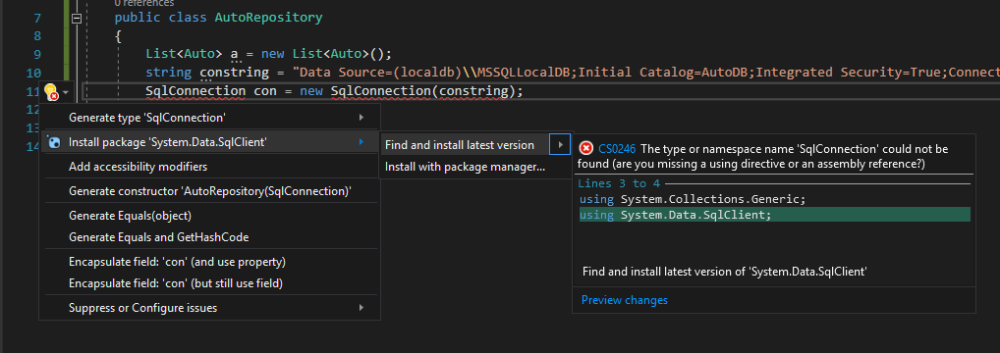 0 references
7 public class AutoRepository
8 {
9 List<Auto> a = new List<Auto>();
10 string constring = "Data Source=(localdb)\\MSSQLLocalDB;Initial Catalog=AutoDB;Integrated Security=True;Connect
11 SqlConnection con = new SqlConnection(constring);
12
13
14
Generate type 'SqlConnection'
Install package 'System.Data.SqlClient'
Add accessibility modifiers
Generate constructor 'AutoRepository(SqlConnection)'
Generate Equals(object)
Generate Equals and GetHashCode
Encapsulate field: 'con' (and use property)
Encapsulate field: 'con' (but still use field)
Suppress or Configure issues
Find and install latest version
Install with package manager...
CS0246 The type or namespace name 'SqlConnection' could not be
found (are you missing a using directive or an assembly reference?)
Lines 3 to 4
using System.Collections.Generic;
using System.Data.SqlClient;
Find and install latest version of 'System.Data.SqlClient'
Preview changes